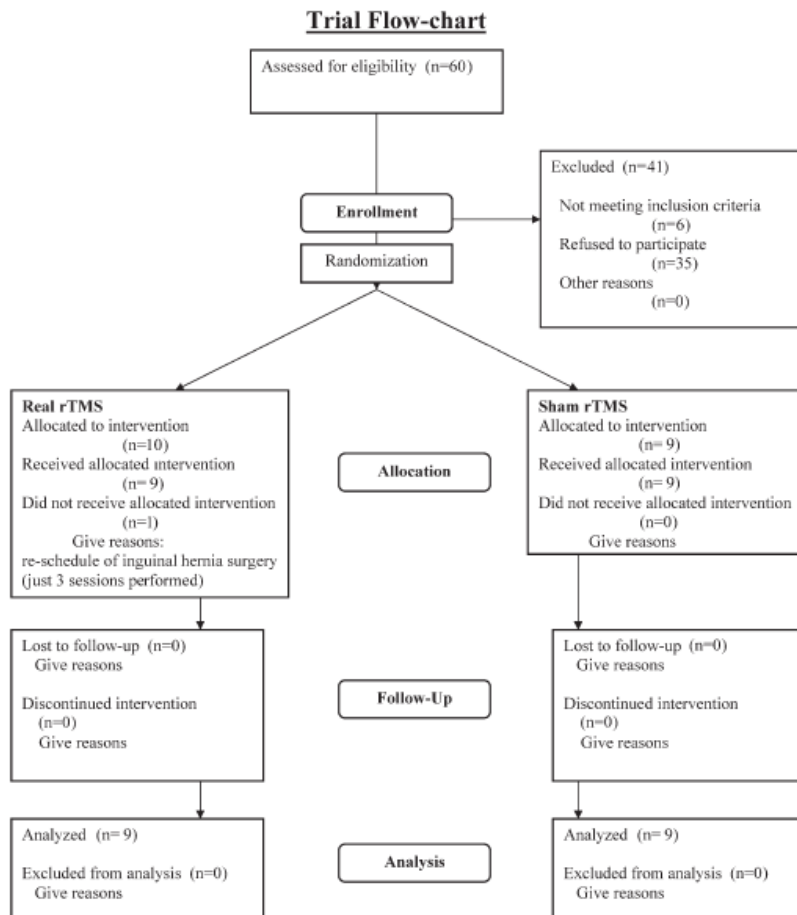 Trial Flow-chart
Assessed for eligibility (n=60)
Excluded (n=41)
Not meeting inclusion criteria
(n=6)
Refused to participate
(n=35)
Other reasons
(n=0)
Enrollment
Randomization
Real rTMS
Allocated to intervention
(n=10)
Received allocated intervention
(n= 9)
Did not receive allocated intervention
(n=1)
Give reasons:
re-schedule of inguinal hernia surgery
(just 3 sessions performed)
Allocation
Sham rTMS
Allocated to intervention
(n= 9)
Received allocated intervention
(n= 9)
Did not receive allocated intervention
(n=0)
Give reasons
Lost to follow-up (n=0)
Give reasons
Discontinued intervention
(n=0)
Give reasons
Follow-Up
Lost to follow-up (n=0)
Give reasons
Discontinued intervention
(n=0)
Give reasons
Analyzed (n= 9)
Excluded from analysis (n=0)
Give reasons
Analysis
Analyzed (n= 9)
Excluded from analysis (n=0)
Give reasons